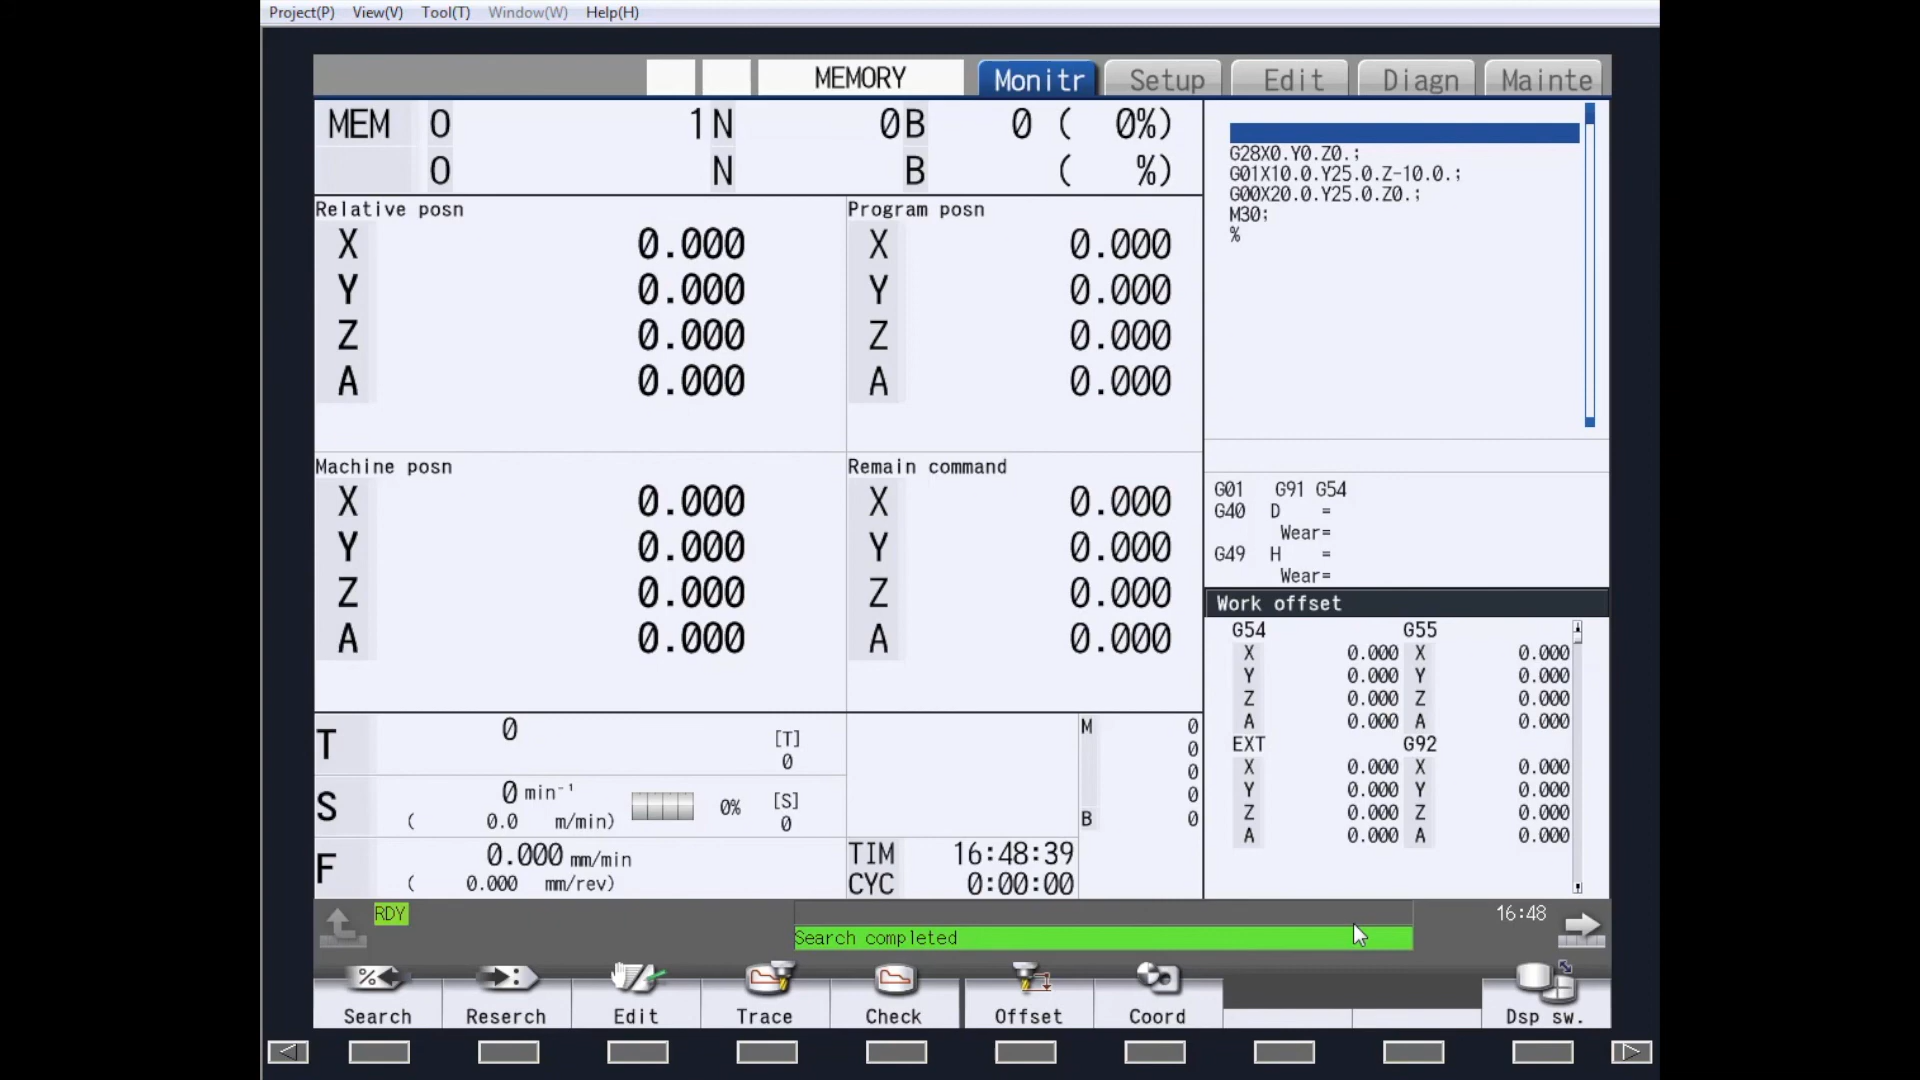 Project(P) View(V) Tool(T) Window(W) Help(H)
MEMORY Monitr Setup Edit Diagn Mainte
MEM O 1 N 0 B 0 ( 0%)
O N B ( %)
G28X0.Y0.Z0.;
G01X10.0.Y25.0.Z-10.0.;
G00X20.0.Y25.0.Z0.;
M30;
%
Relative posn
X 0.000
Y 0.000
Z 0.000
A 0.000
Program posn
X 0.000
Y 0.000
Z 0.000
A 0.000
Machine posn
X 0.000
Y 0.000
Z 0.000
A 0.000
Remain command
X 0.000
Y 0.000
Z 0.000
A 0.000
G01 G91 G54
G40 D =
Wear=
G49 H =
Wear=
Work offset
G54 G55
X 0.000 X 0.000
Y 0.000 Y 0.000
Z 0.000 Z 0.000
A 0.000 A 0.000
EXT G92
X 0.000 X 0.000
Y 0.000 Y 0.000
Z 0.000 Z 0.000
A 0.000 A 0.000
T 0 [T]
0
S 0 min⁻¹ 0% [S]
( 0.0 m/min) 0
F 0.000 mm/min
( 0.000 mm/rev)
M 0
0
0
0
B 0
TIM 16:48:39
CYC 0:00:00
RDY 16:48
Search completed
%
Search Reserch Edit Trace Check Offset Coord Dsp sw.